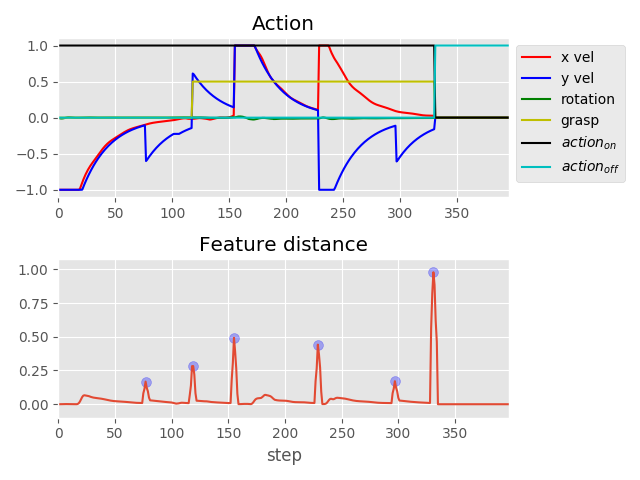 Action
1.0
0.5
0.0
−0.5
−1.0
0 50 100 150 200 250 300 350
x vel
y vel
rotation
grasp
action_on
action_off
Feature distance
1.00
0.75
0.50
0.25
0.00
0 50 100 150 200 250 300 350
step